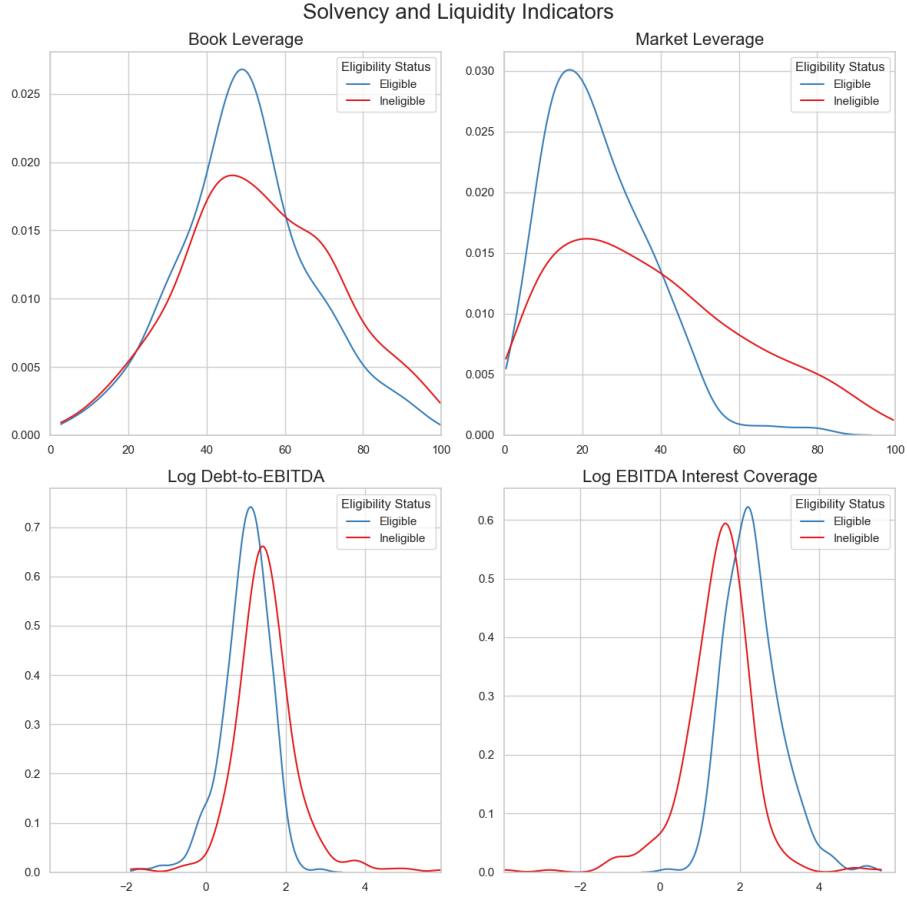 Solvency and Liquidity Indicators
Book Leverage
Eligibility Status
Eligible
Ineligible
0.025
0.020
0.015
0.010
0.005
0.000
0 20 40 60 80 100
Market Leverage
Eligibility Status
Eligible
Ineligible
0.030
0.025
0.020
0.015
0.010
0.005
0.000
0 20 40 60 80 100
Log Debt-to-EBITDA
Eligibility Status
Eligible
Ineligible
0.7
0.6
0.5
0.4
0.3
0.2
0.1
0.0
−2 0 2 4
Log EBITDA Interest Coverage
Eligibility Status
Eligible
Ineligible
0.6
0.5
0.4
0.3
0.2
0.1
0.0
−2 0 2 4